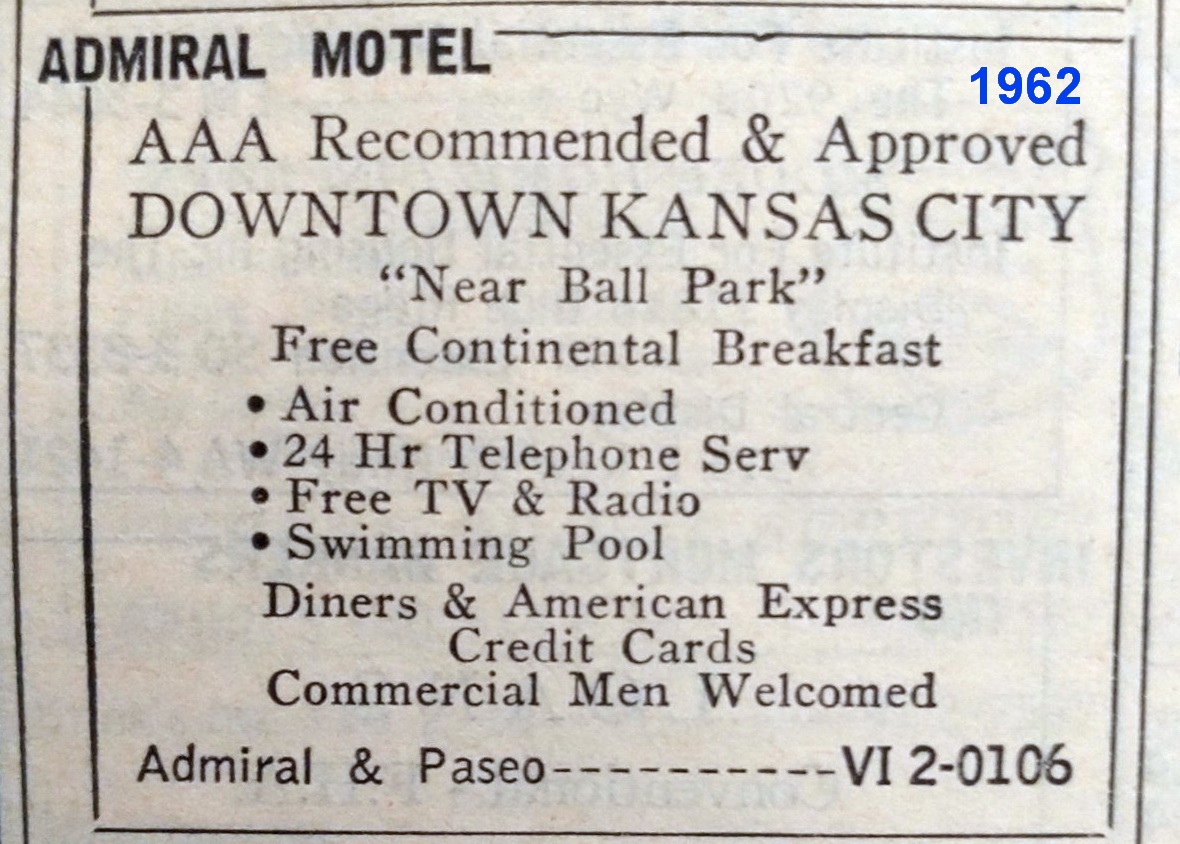 ADMIRAL MOTEL
1962
AAA Recommended & Approved
DOWNTOWN KANSAS CITY
“Near Ball Park”
Free Continental Breakfast
• Air Conditioned
• 24 Hr Telephone Serv
• Free TV & Radio
• Swimming Pool
Diners & American Express
Credit Cards
Commercial Men Welcomed
Admiral & Paseo-----------VI 2-0106